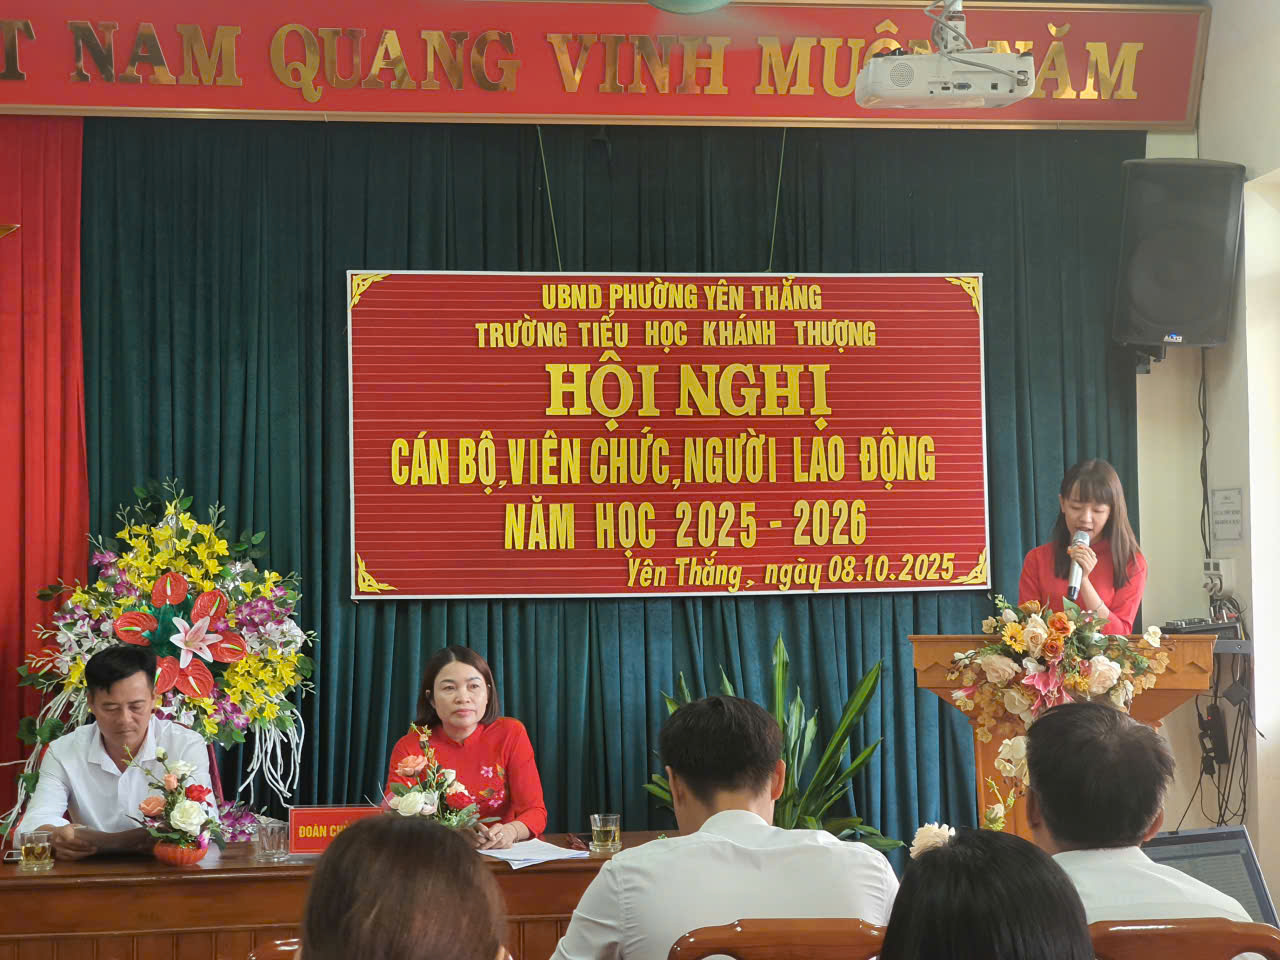 T NAM QUANG VINH MUÔN NĂM
UBND PHƯỜNG YÊN THẮNG
TRƯỜNG TIỂU HỌC KHÁNH THƯỢNG
HỘI NGHỊ
CÁN BỘ, VIÊN CHỨC, NGƯỜI LAO ĐỘNG
NĂM HỌC 2025 - 2026
Yên Thắng, ngày 08.10.2025
ALTO
ĐOÀN CHỦ